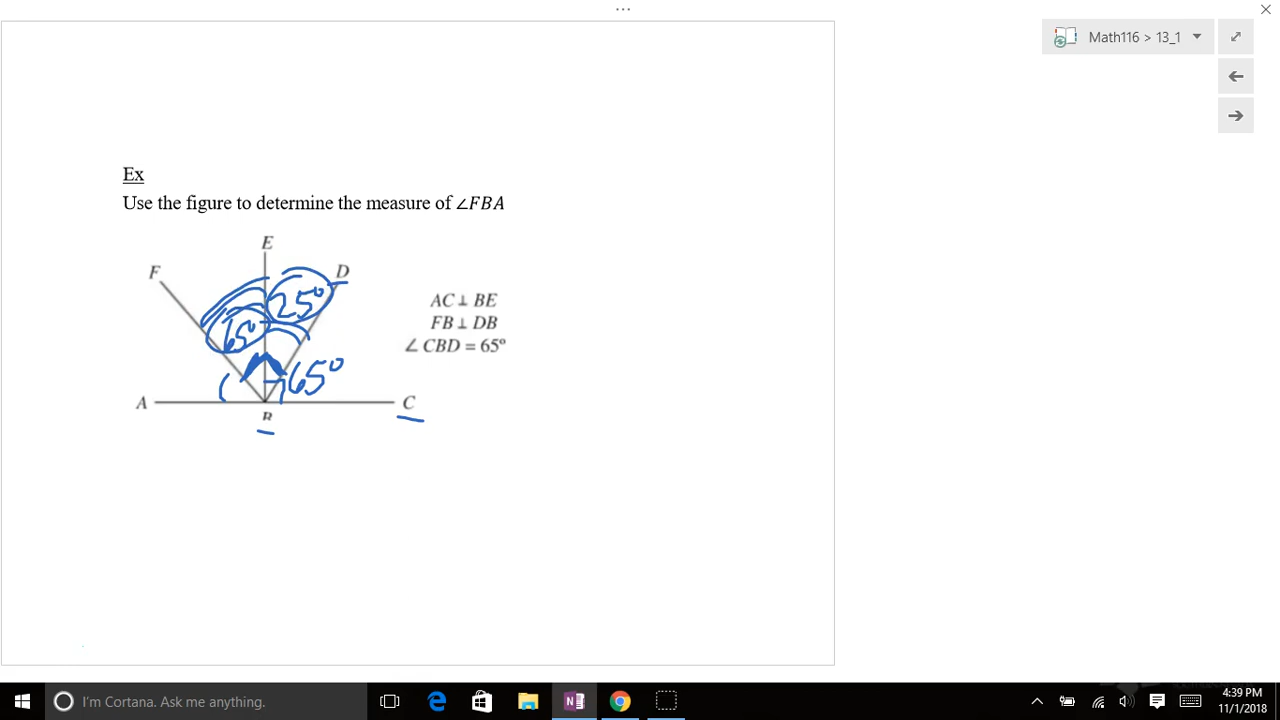 ...
Math116 > 13_1
Ex
Use the figure to determine the measure of ∠FBA
E
F
D
25°
65°
65°
AC ⊥ BE
FB ⊥ DB
∠ CBD = 65°
A
B
C
I'm Cortana. Ask me anything.
4:39 PM
11/1/2018